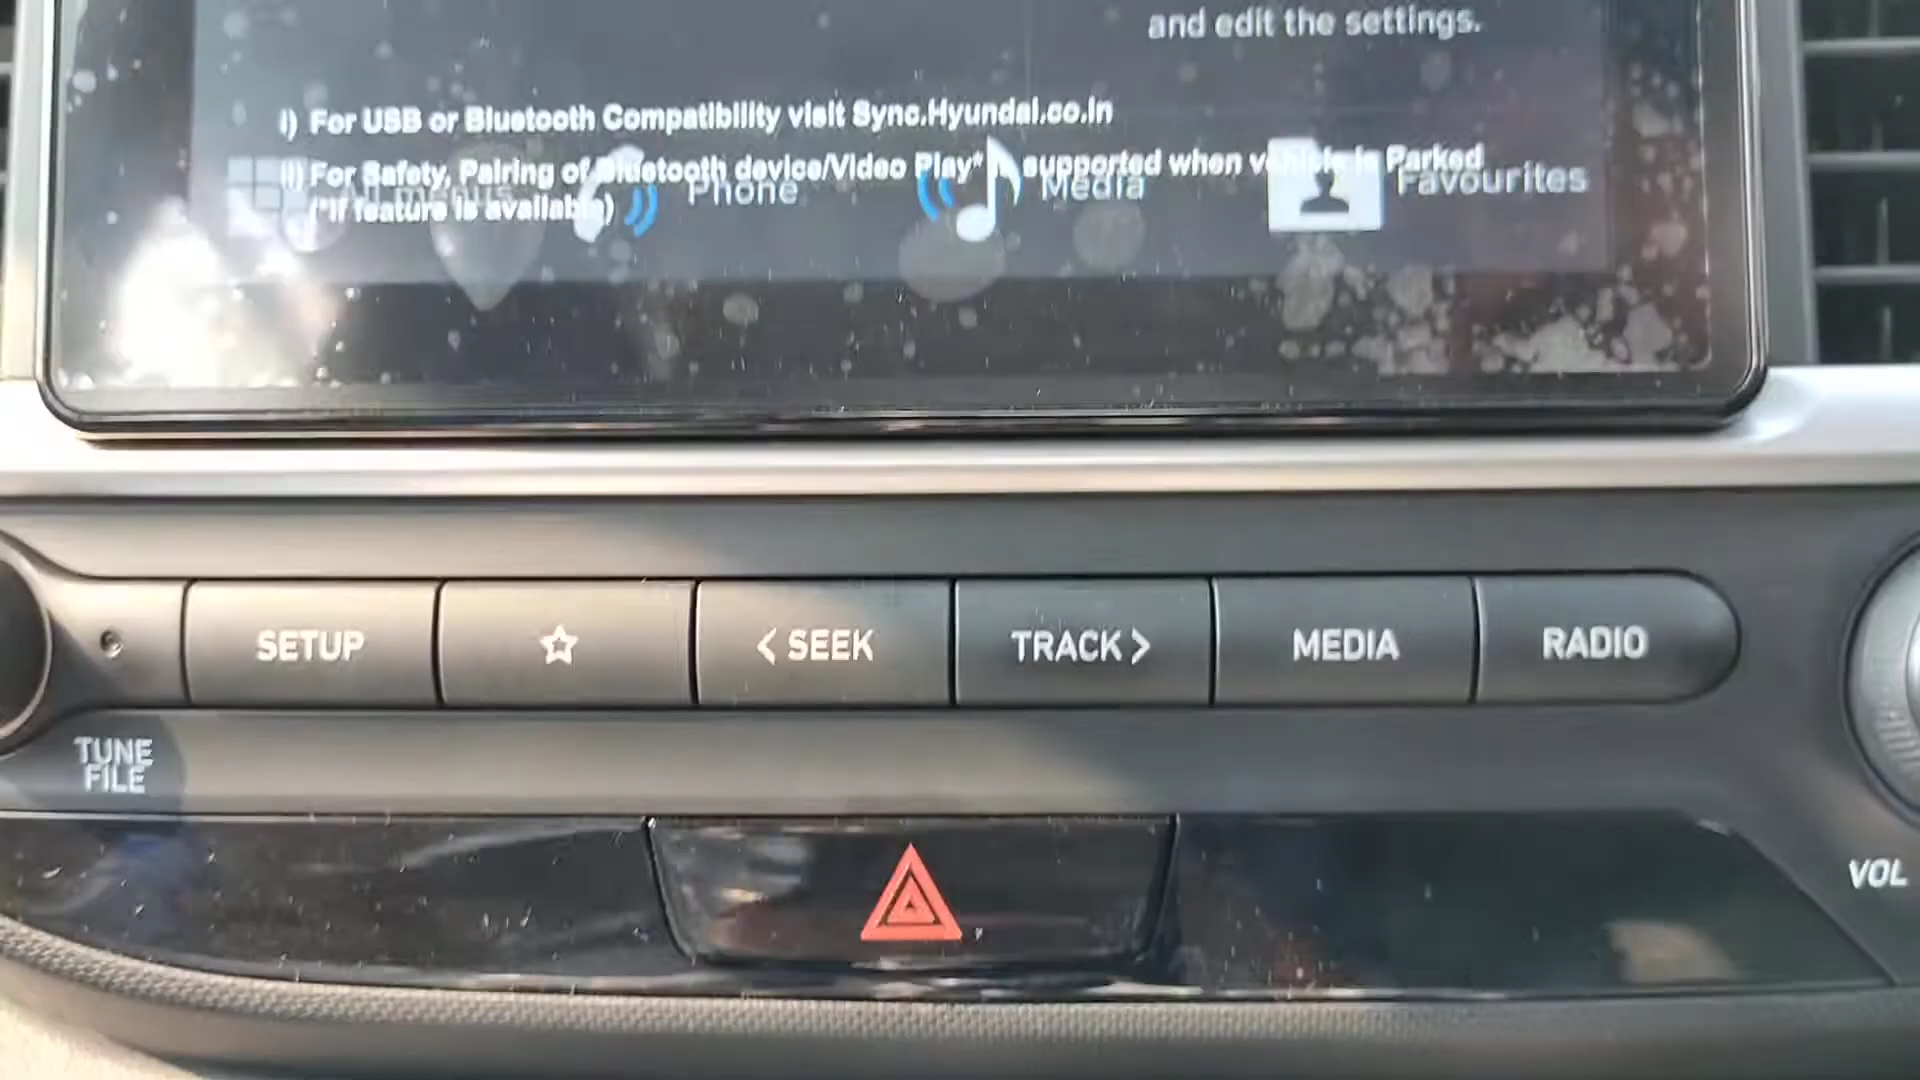 and edit the settings.
i) For USB or Bluetooth Compatibility visit Sync.Hyundai.co.in
ii) For Safety, Pairing of Bluetooth device/Video Play* is supported when vehicle is Parked
(*If feature is available)
All menus Phone Media Favourites
SETUP ☆ < SEEK TRACK > MEDIA RADIO
TUNE
FILE
VOL